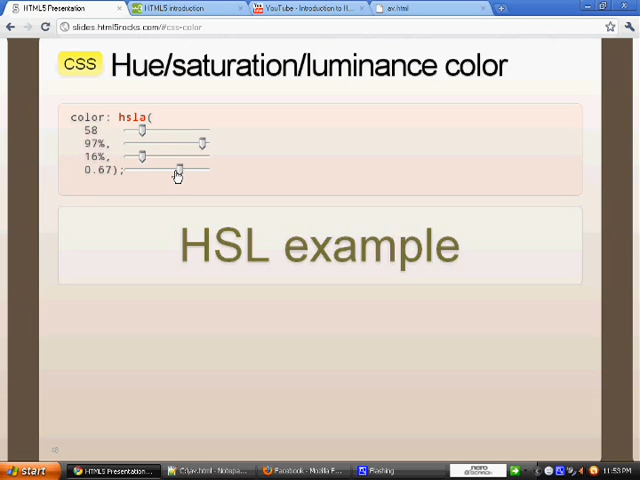 HTML5 Presentation
HTML5 introduction
YouTube - Introduction to H...
av.html
slides.html5rocks.com/#css-color
CSS
Hue/saturation/luminance color
color: hsla(
58
97%,
16%,
0.67);
HSL example
start
HTML5 Presentation...
C:\av.html - Notepa...
Facebook - Mozilla F...
Flashing
nero
SEARCH
11:53 PM